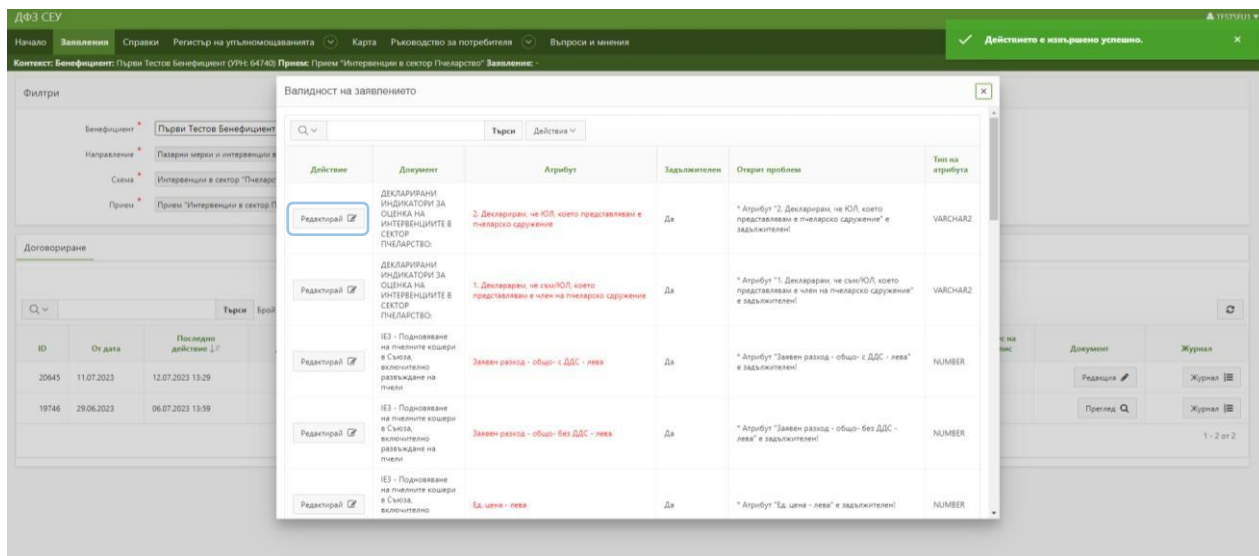 ДФЗ СЕУ
Начало Заявления Справки Регистър на упълномощаванията Карта Ръководство за потребителя Въпроси и мнения
Действието е извършено успешно.
Контекст: Бенефициент: Първи Тестов Бенефициент (УРН: 64740) Прием: Прием "Интервенции в сектор Пчеларство" Заявление: -
Филтри
Бенефициент * Първи Тестов Бенефициент
Направление * Пазарни мерки и интервенции в
Схема * Интервенции в сектор "Пчеларс
Прием * Прием "Интервенции в сектор П
Договориране
Търси Брой
ID От дата Последно действие Документ Журнал
20645 11.07.2023 12.07.2023 13:29 Редакция Журнал
19746 29.06.2023 06.07.2023 13:59 Преглед Журнал
1 - 2 от 2
Валидност на заявлението
Търси Действия
Действие Документ Атрибут Задължителен Открит проблем Тип на атрибута
Редактирай
ДЕКЛАРИРАНИ
ИНДИКАТОРИ ЗА
ОЦЕНКА НА
ИНТЕРВЕНЦИИТЕ В
СЕКТОР
ПЧЕЛАРСТВО:
2. Декларирам, че ЮЛ, което представлявам е
пчеларско сдружение
Да
* Атрибут "2. Декларирам, че ЮЛ, което
представлявам е пчеларско сдружение" е
задължителен!
VARCHAR2
Редактирай
ДЕКЛАРИРАНИ
ИНДИКАТОРИ ЗА
ОЦЕНКА НА
ИНТЕРВЕНЦИИТЕ В
СЕКТОР
ПЧЕЛАРСТВО:
1. Декларарам, че съм/ЮЛ, което
представлявам е член на пчеларско сдружение
Да
* Атрибут "1. Декларарам, че съм/ЮЛ, което
представлявам е член на пчеларско сдружение"
е задължителен!
VARCHAR2
Редактирай
IE3 - Подновяване
на пчелните кошери
в Съюза,
включително
развъждане на
пчели
Заявен разход - общо- с ДДС - лева
Да
* Атрибут "Заявен разход - общо- с ДДС - лева"
е задължителен!
NUMBER
Редактирай
IE3 - Подновяване
на пчелните кошери
в Съюза,
включително
развъждане на
пчели
Заявен разход - общо- без ДДС - лева
Да
* Атрибут "Заявен разход - общо- без ДДС -
лева" е задължителен!
NUMBER
Редактирай
IE3 - Подновяване
на пчелните кошери
в Съюза,
включително
Ед. цена - лева
Да
* Атрибут "Ед. цена - лева" е задължителен!
NUMBER